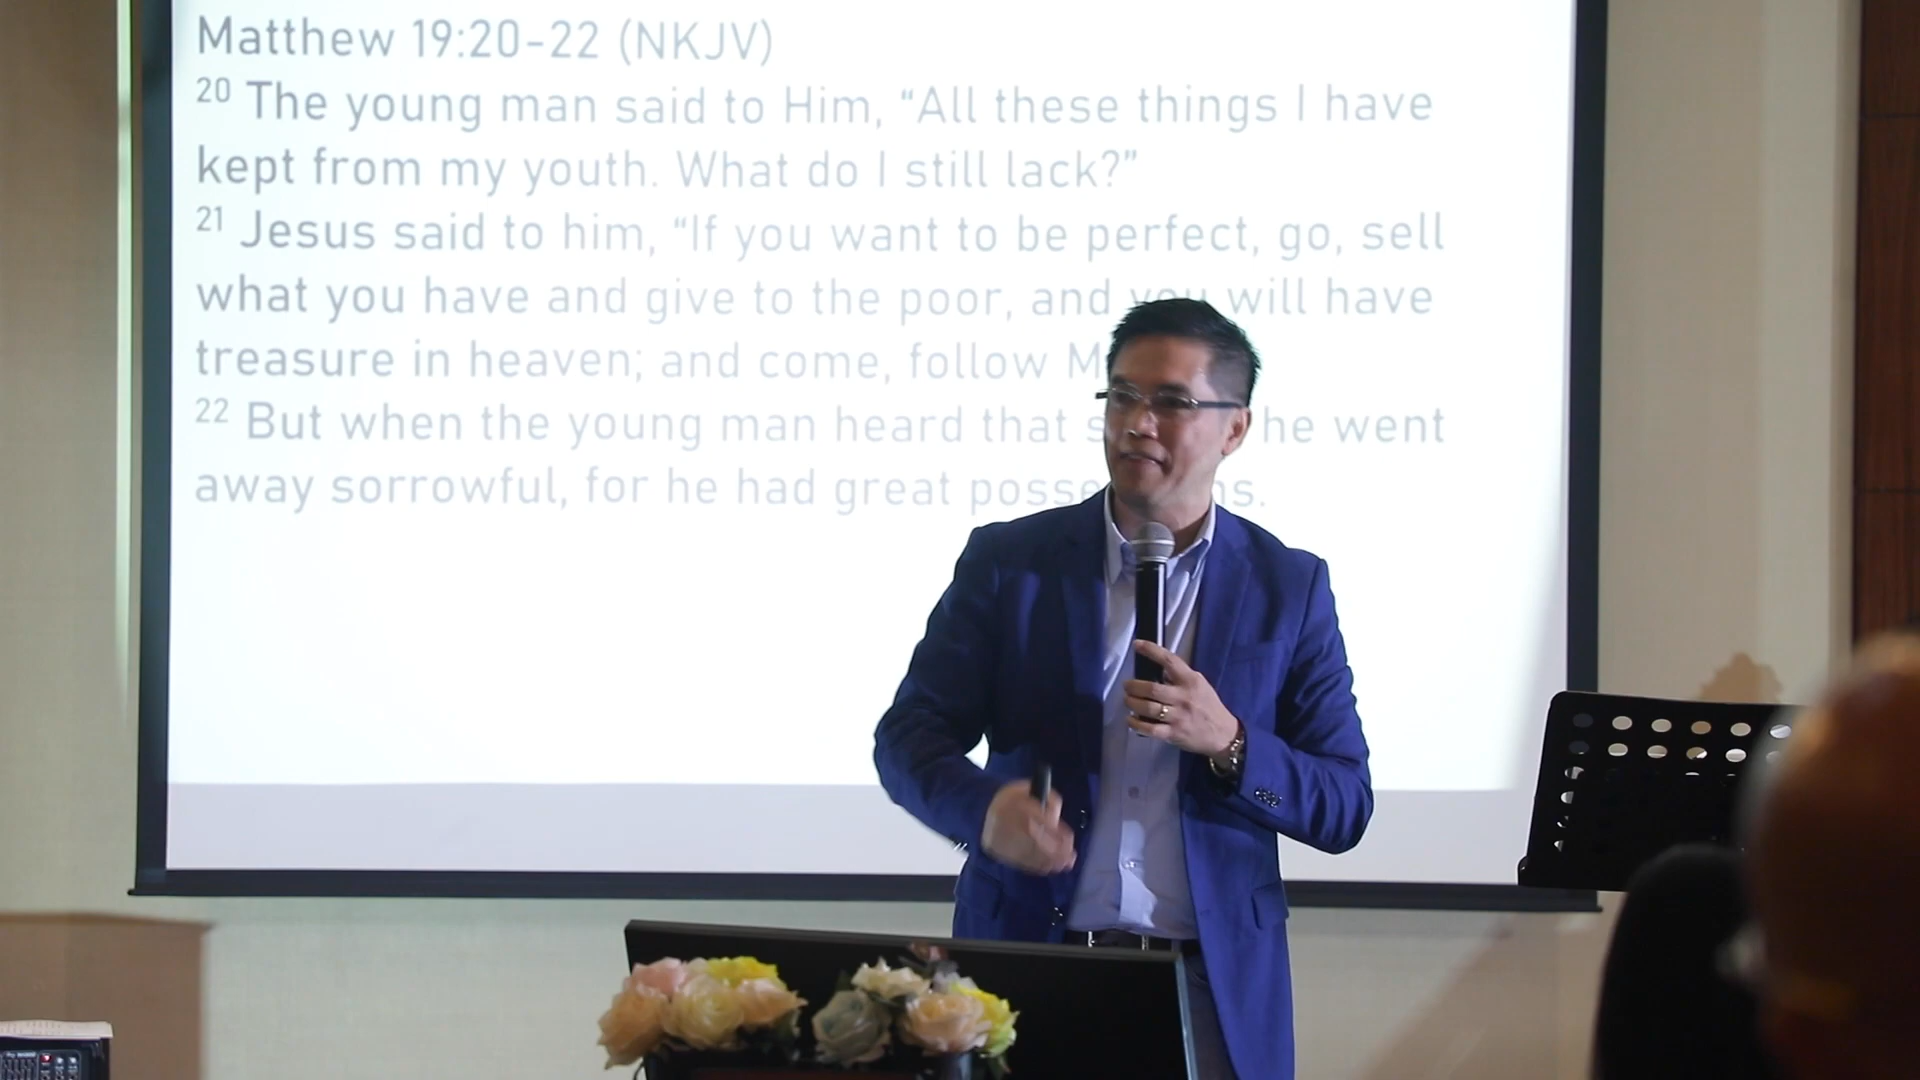 Matthew 19:20-22 (NKJV)
20 The young man said to Him, “All these things I have
kept from my youth. What do I still lack?”
21 Jesus said to him, “If you want to be perfect, go, sell
what you have and give to the poor, and you will have
treasure in heaven; and come, follow
22 But when the young man heard that he went
away sorrowful, for he had great